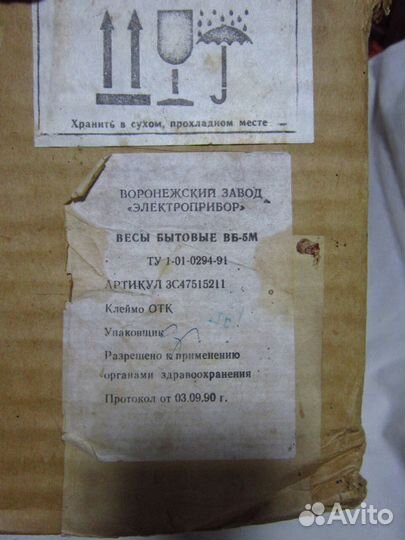 Хранить в сухом, прохладном месте
ВОРОНЕЖСКИЙ ЗАВОД
«ЭЛЕКТРОПРИБОР»
ВЕСЫ БЫТОВЫЕ ВБ-5М
ТУ 1-01-0294-91
АРТИКУЛ ЗС47515211
Клеймо ОТК
Упаковщик
Разрешено к применению
органами здравоохранения
Протокол от 03.09.90 г.
Avito